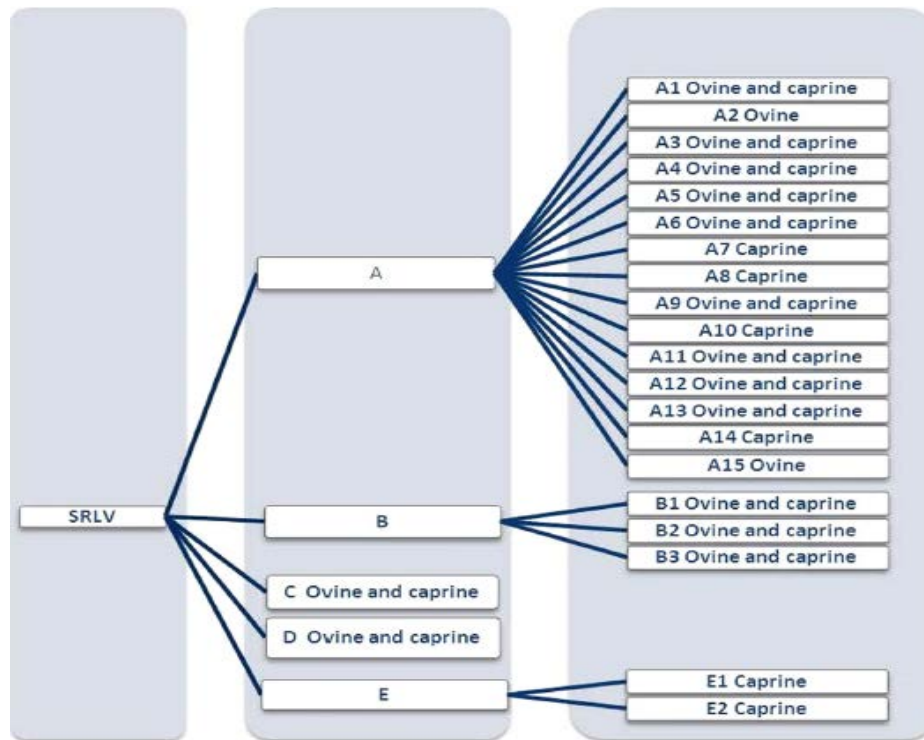 SRLV
A
B
C Ovine and caprine
D Ovine and caprine
E
A1 Ovine and caprine
A2 Ovine
A3 Ovine and caprine
A4 Ovine and caprine
A5 Ovine and caprine
A6 Ovine and caprine
A7 Caprine
A8 Caprine
A9 Ovine and caprine
A10 Caprine
A11 Ovine and caprine
A12 Ovine and caprine
A13 Ovine and caprine
A14 Caprine
A15 Ovine
B1 Ovine and caprine
B2 Ovine and caprine
B3 Ovine and caprine
E1 Caprine
E2 Caprine